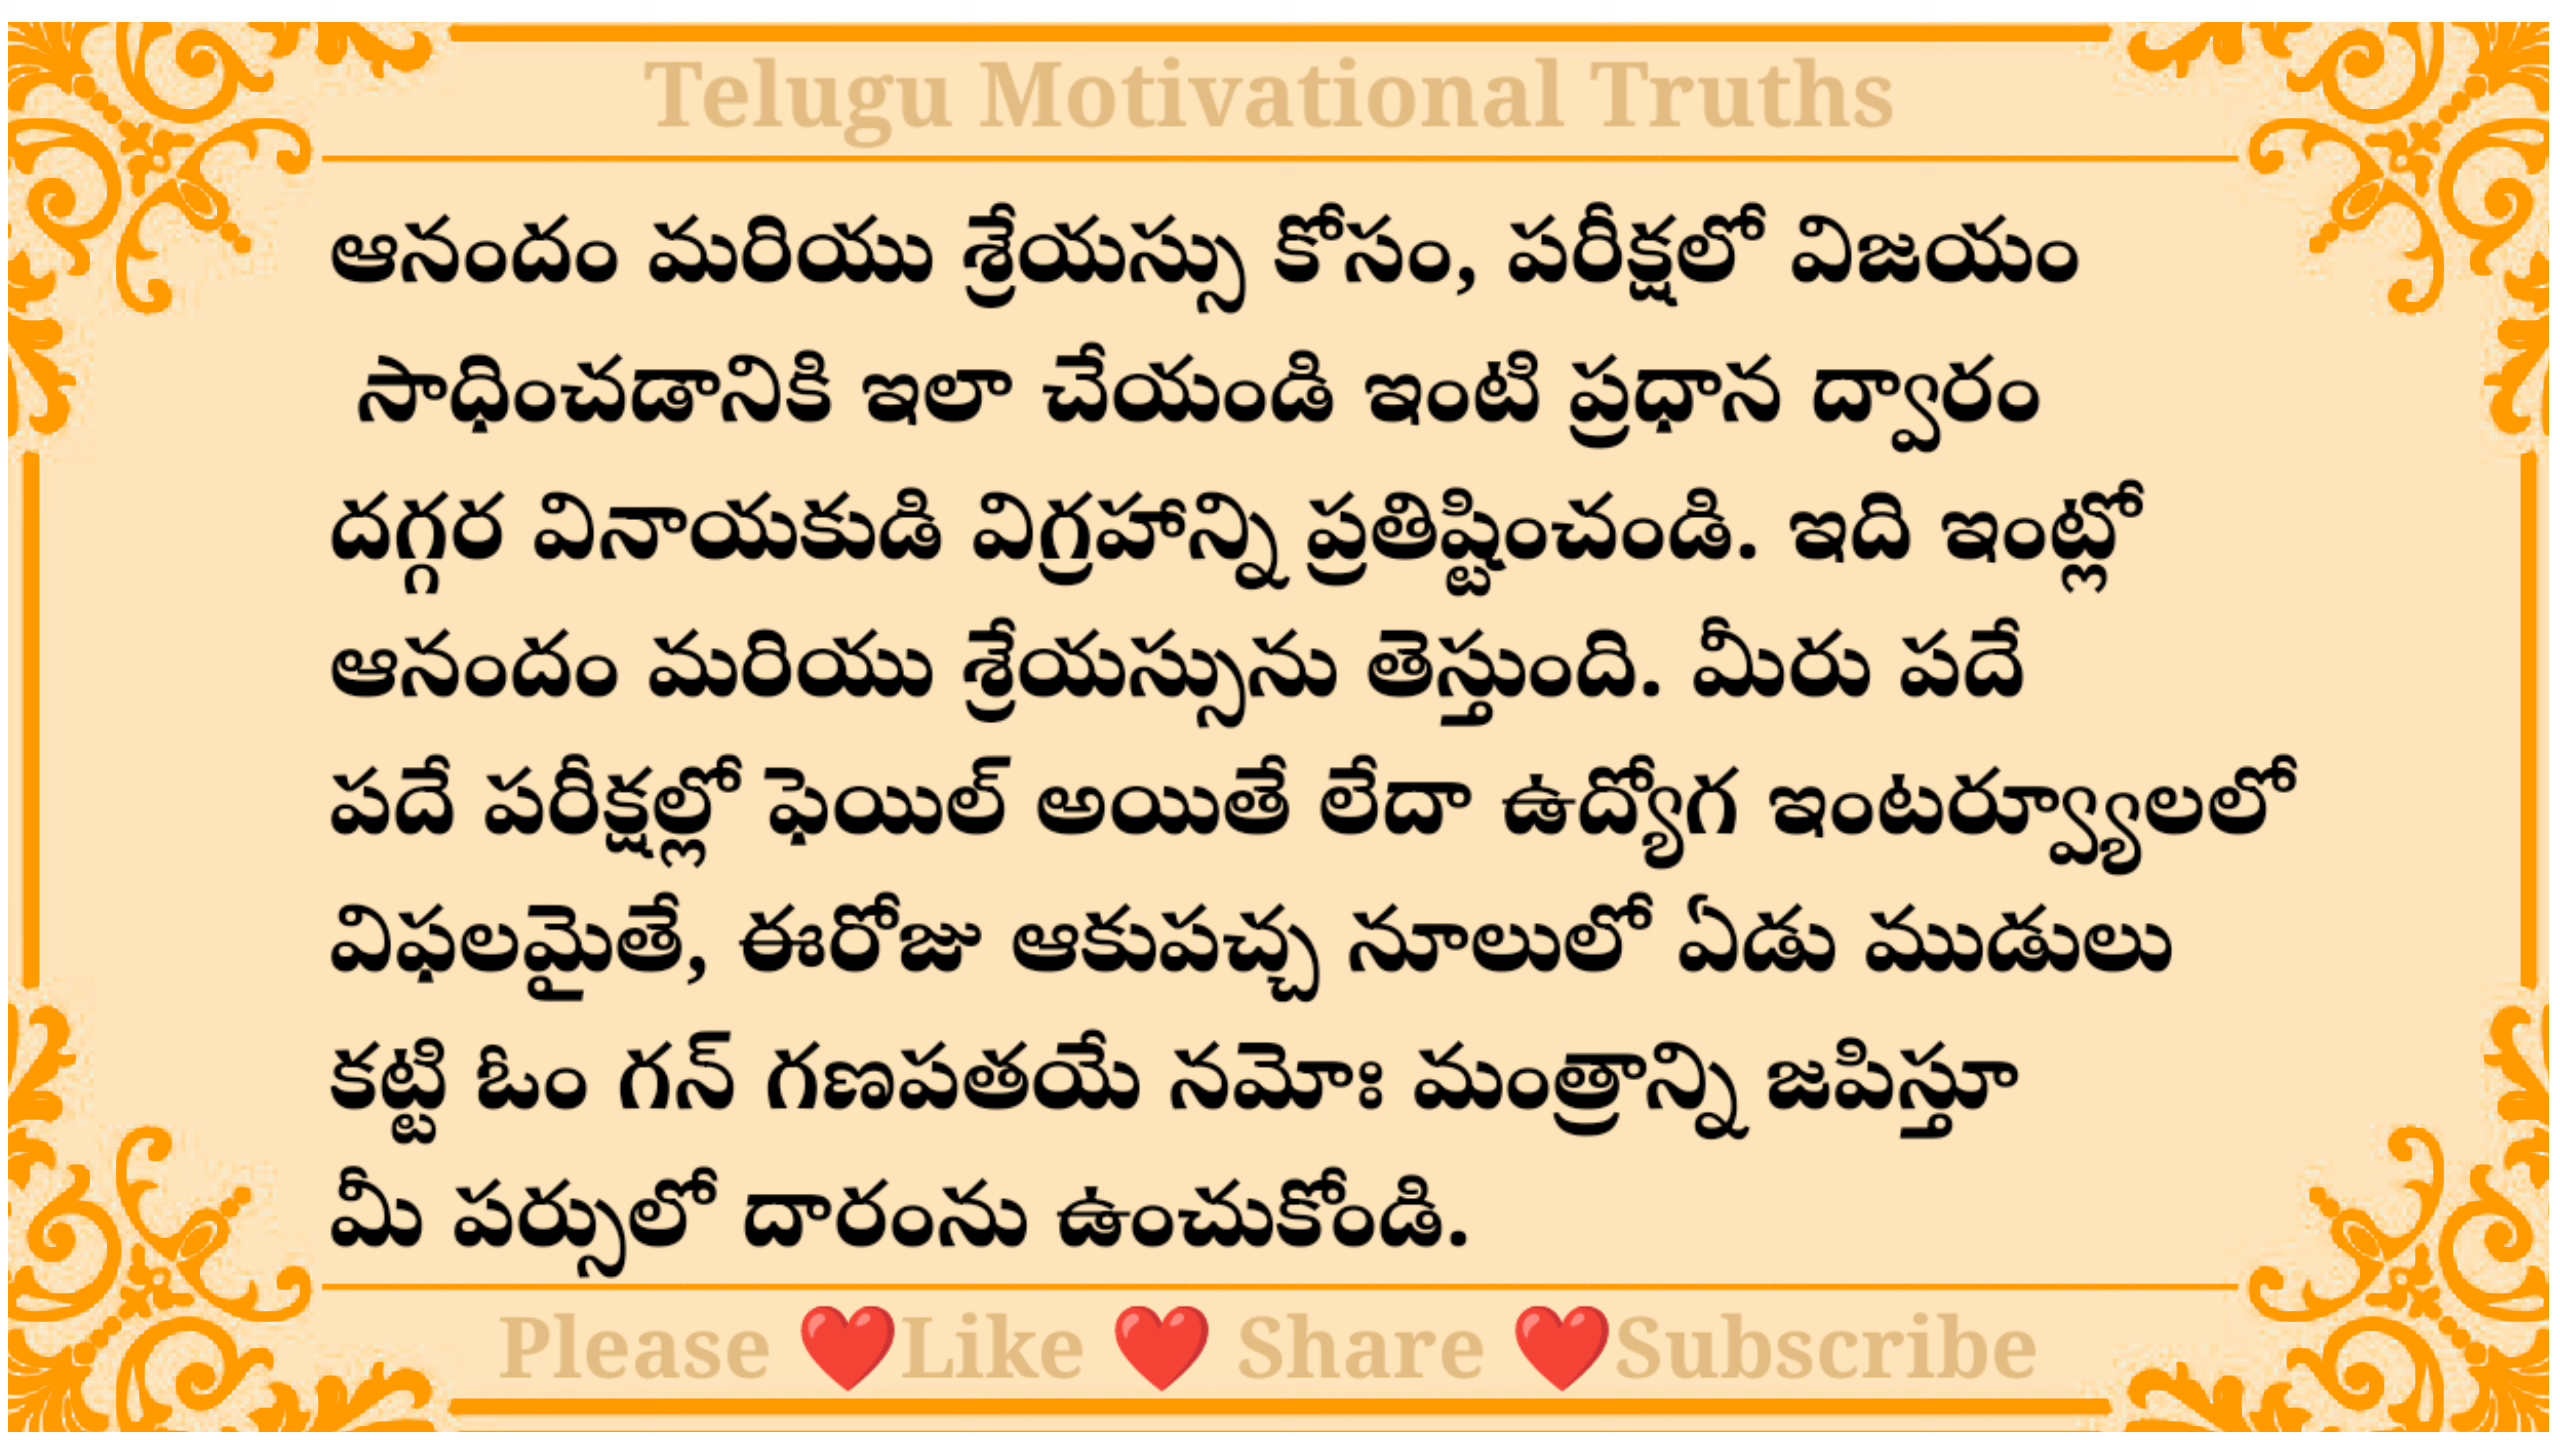 Telugu Motivational Truths
ఆనందం మరియు శ్రేయస్సు కోసం, పరీక్షలో విజయం
సాధించడానికి ఇలా చేయండి ఇంటి ప్రధాన ద్వారం
దగ్గర వినాయకుడి విగ్రహాన్ని ప్రతిష్టించండి. ఇది ఇంట్లో
ఆనందం మరియు శ్రేయస్సును తెస్తుంది. మీరు పదే
పదే పరీక్షల్లో ఫెయిల్ అయితే లేదా ఉద్యోగ ఇంటర్వ్యూలలో
విఫలమైతే, ఈరోజు ఆకుపచ్చ నూలులో ఏడు ముడులు
కట్టి ఓం గన్ గణపతయే నమోః మంత్రాన్ని జపిస్తూ
మీ పర్సులో దారంను ఉంచుకోండి.
Please ❤️Like ❤️ Share ❤️Subscribe